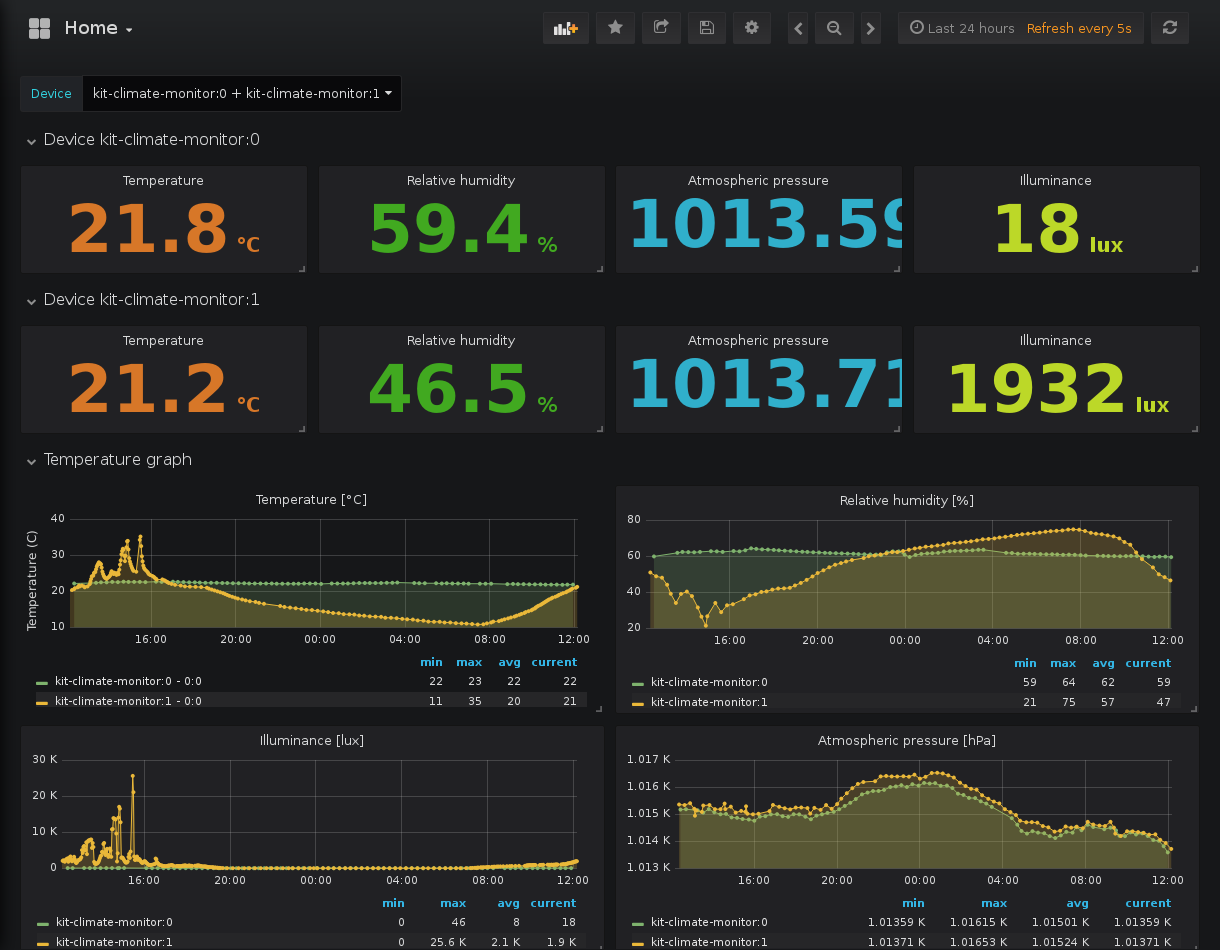 Home
Last 24 hours Refresh every 5s
Device kit-climate-monitor:0 + kit-climate-monitor:1
Device kit-climate-monitor:0
Temperature Relative humidity Atmospheric pressure Illuminance
21.8 °C 59.4 % 1013.59 18 lux
Device kit-climate-monitor:1
Temperature Relative humidity Atmospheric pressure Illuminance
21.2 °C 46.5 % 1013.71 1932 lux
Temperature graph
Temperature [°C]
Temperature (C)
40
30
20
10
16:00 20:00 00:00 04:00 08:00 12:00
min max avg current
kit-climate-monitor:0 - 0:0 22 23 22 22
kit-climate-monitor:1 - 0:0 11 35 20 21
Relative humidity [%]
80
60
40
20
16:00 20:00 00:00 04:00 08:00 12:00
min max avg current
kit-climate-monitor:0 59 64 62 59
kit-climate-monitor:1 21 75 57 47
Illuminance [lux]
30 K
20 K
10 K
0
16:00 20:00 00:00 04:00 08:00 12:00
min max avg current
kit-climate-monitor:0 0 46 8 18
kit-climate-monitor:1 0 25.6 K 2.1 K 1.9 K
Atmospheric pressure [hPa]
1.017 K
1.016 K
1.015 K
1.014 K
1.013 K
16:00 20:00 00:00 04:00 08:00 12:00
min max avg current
kit-climate-monitor:0 1.01359 K 1.01615 K 1.01501 K 1.01359 K
kit-climate-monitor:1 1.01371 K 1.01653 K 1.01524 K 1.01371 K